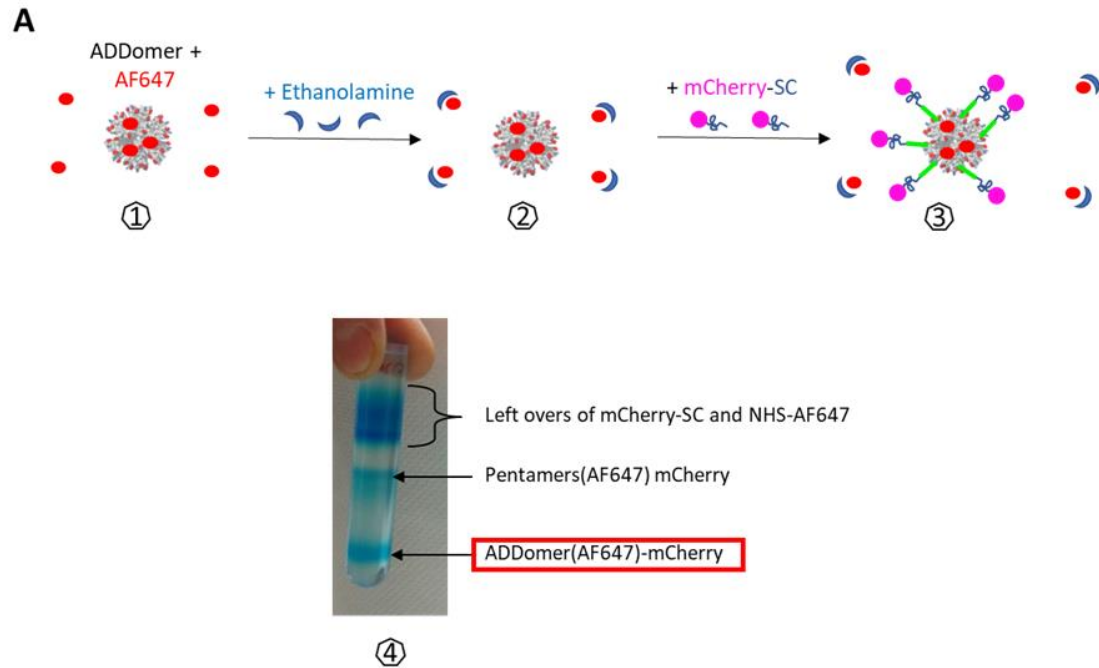 A
ADDomer +
AF647
+ Ethanolamine
+ mCherry-SC
1
2
3
Left overs of mCherry-SC and NHS-AF647
Pentamers(AF647) mCherry
ADDomer(AF647)-mCherry
4